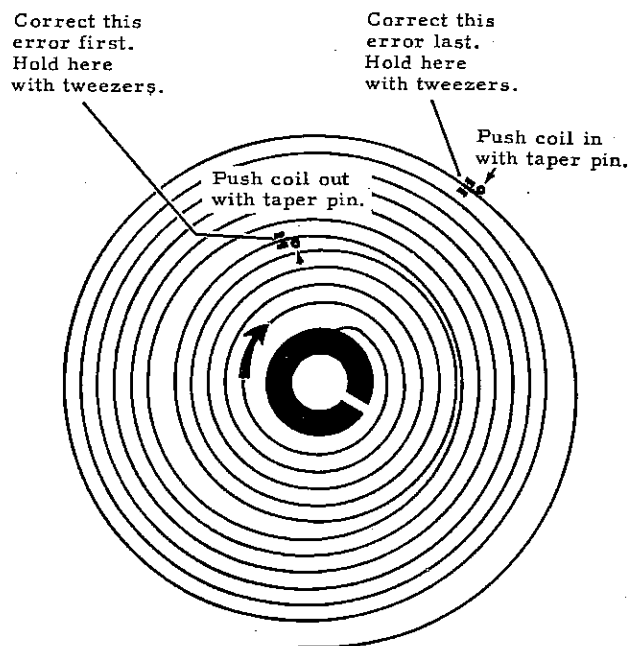 Correct this
error first.
Hold here
with tweezers.
Correct this
error last.
Hold here
with tweezers.
Push coil in
with taper pin.
Push coil out
with taper pin.